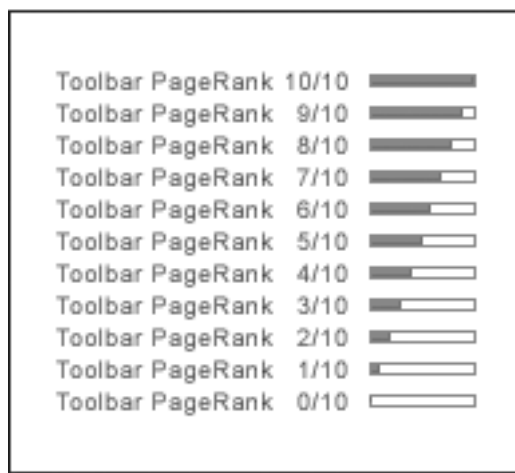 Toolbar PageRank 10/10
Toolbar PageRank 9/10
Toolbar PageRank 8/10
Toolbar PageRank 7/10
Toolbar PageRank 6/10
Toolbar PageRank 5/10
Toolbar PageRank 4/10
Toolbar PageRank 3/10
Toolbar PageRank 2/10
Toolbar PageRank 1/10
Toolbar PageRank 0/10